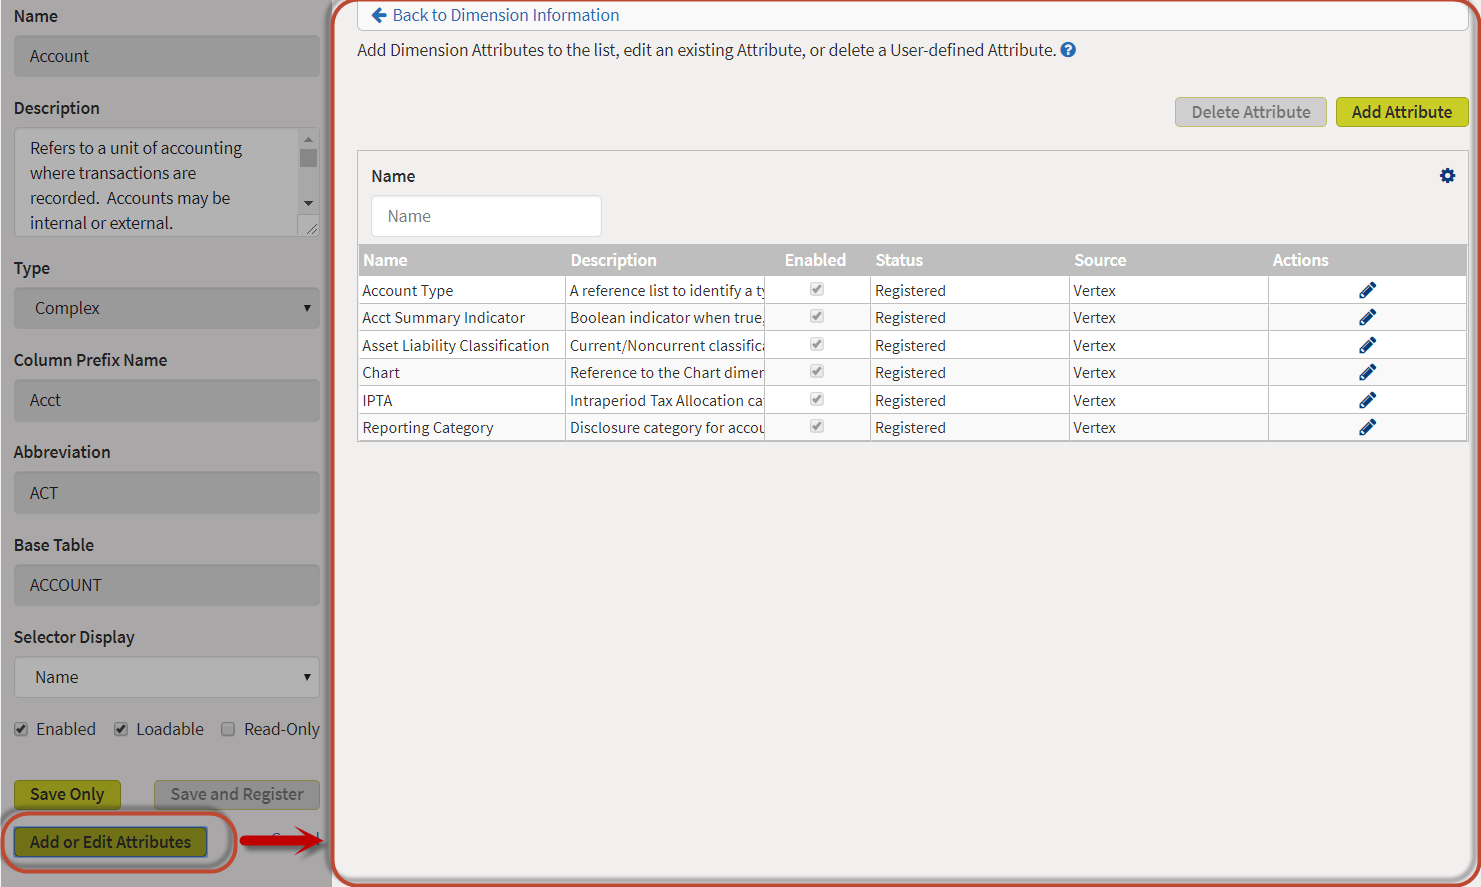 Name
Account
Description
Refers to a unit of accounting
where transactions are
recorded.  Accounts may be
internal or external.
Type
Complex
Column Prefix Name
Acct
Abbreviation
ACT
Base Table
ACCOUNT
Selector Display
Name
Enabled Loadable Read-Only
Save Only Save and Register
Add or Edit Attributes
Back to Dimension Information
Add Dimension Attributes to the list, edit an existing Attribute, or delete a User-defined Attribute.
Delete Attribute Add Attribute
Name
Name
Name Description Enabled Status Source Actions
Account Type A reference list to identify a ty Registered Vertex
Acct Summary Indicator Boolean indicator when true, Registered Vertex
Asset Liability Classification Current/Noncurrent classifica Registered Vertex
Chart Reference to the Chart dimen Registered Vertex
IPTA Intraperiod Tax Allocation ca Registered Vertex
Reporting Category Disclosure category for accou Registered Vertex